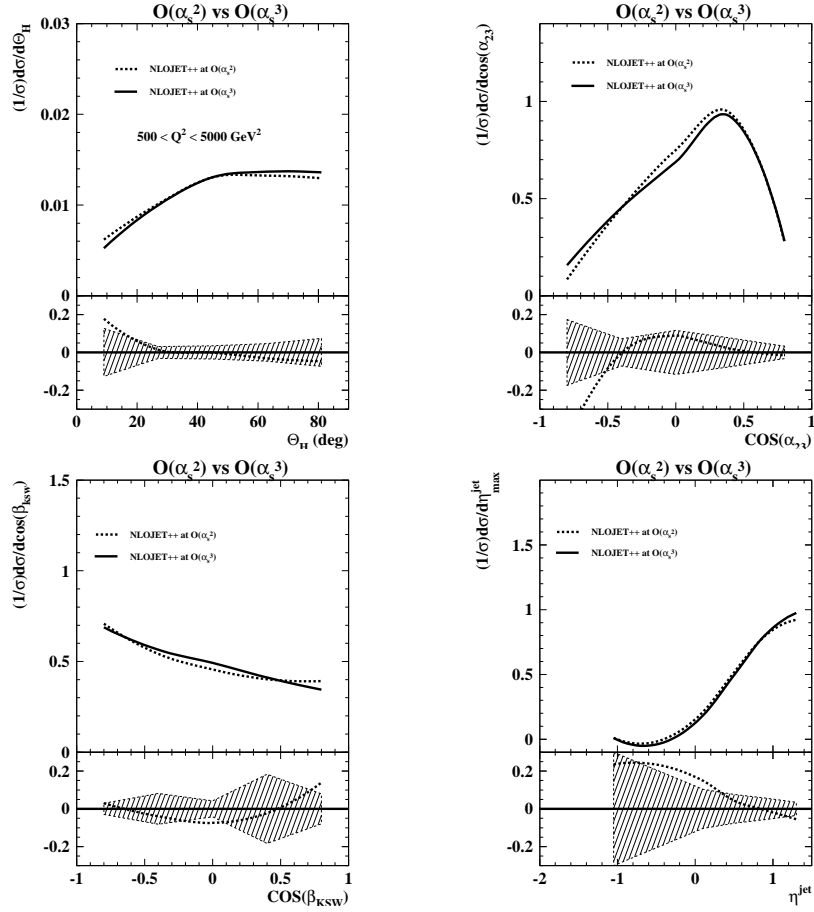 O(αs²) vs O(αs³)
(1/σ)dσ/dΘH
0.03
0.02
0.01
0
NLOJET++ at O(αs²)
NLOJET++ at O(αs³)
500 < Q² < 5000 GeV²
0.2
0
-0.2
0 10 20 30 40 50 60 70 80 90
ΘH (deg)
O(αs²) vs O(αs³)
(1/σ)dσ/dcos(α23)
1
0.5
0
NLOJET++ at O(αs²)
NLOJET++ at O(αs³)
0.2
0
-0.2
-1 -0.5 0 0.5 1
COS(α23)
O(αs²) vs O(αs³)
(1/σ)dσ/dcos(βKSW)
1.5
1
0.5
0
NLOJET++ at O(αs²)
NLOJET++ at O(αs³)
0.2
0
-0.2
-1 -0.5 0 0.5 1
COS(βKSW)
O(αs²) vs O(αs³)
(1/σ)dσ/dηjetmax
1.5
1
0.5
0
NLOJET++ at O(αs²)
NLOJET++ at O(αs³)
0.2
0
-0.2
-2 -1 0 1 2
ηjet